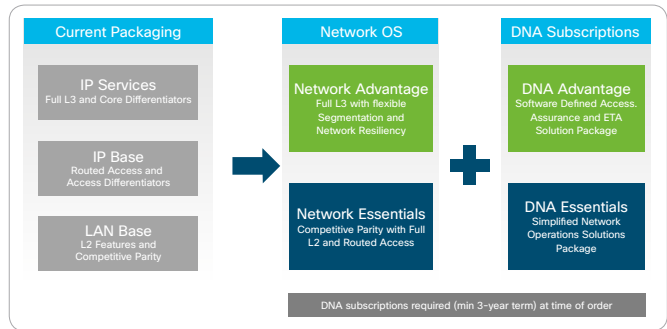 Current Packaging
IP Services
Full L3 and Core Differentiators
IP Base
Routed Access and
Access Differentiators
LAN Base
L2 Features and
Competitive Parity
Network OS
Network Advantage
Full L3 with flexible
Segmentation and
Network Resiliency
Network Essentials
Competitive Parity with Full
L2 and Routed Access
DNA Subscriptions
DNA Advantage
Software Defined Access.
Assurance and ETA
Solution Package
DNA Essentials
Simplified Network
Operations Solutions
Package
DNA subscriptions required (min 3-year term) at time of order